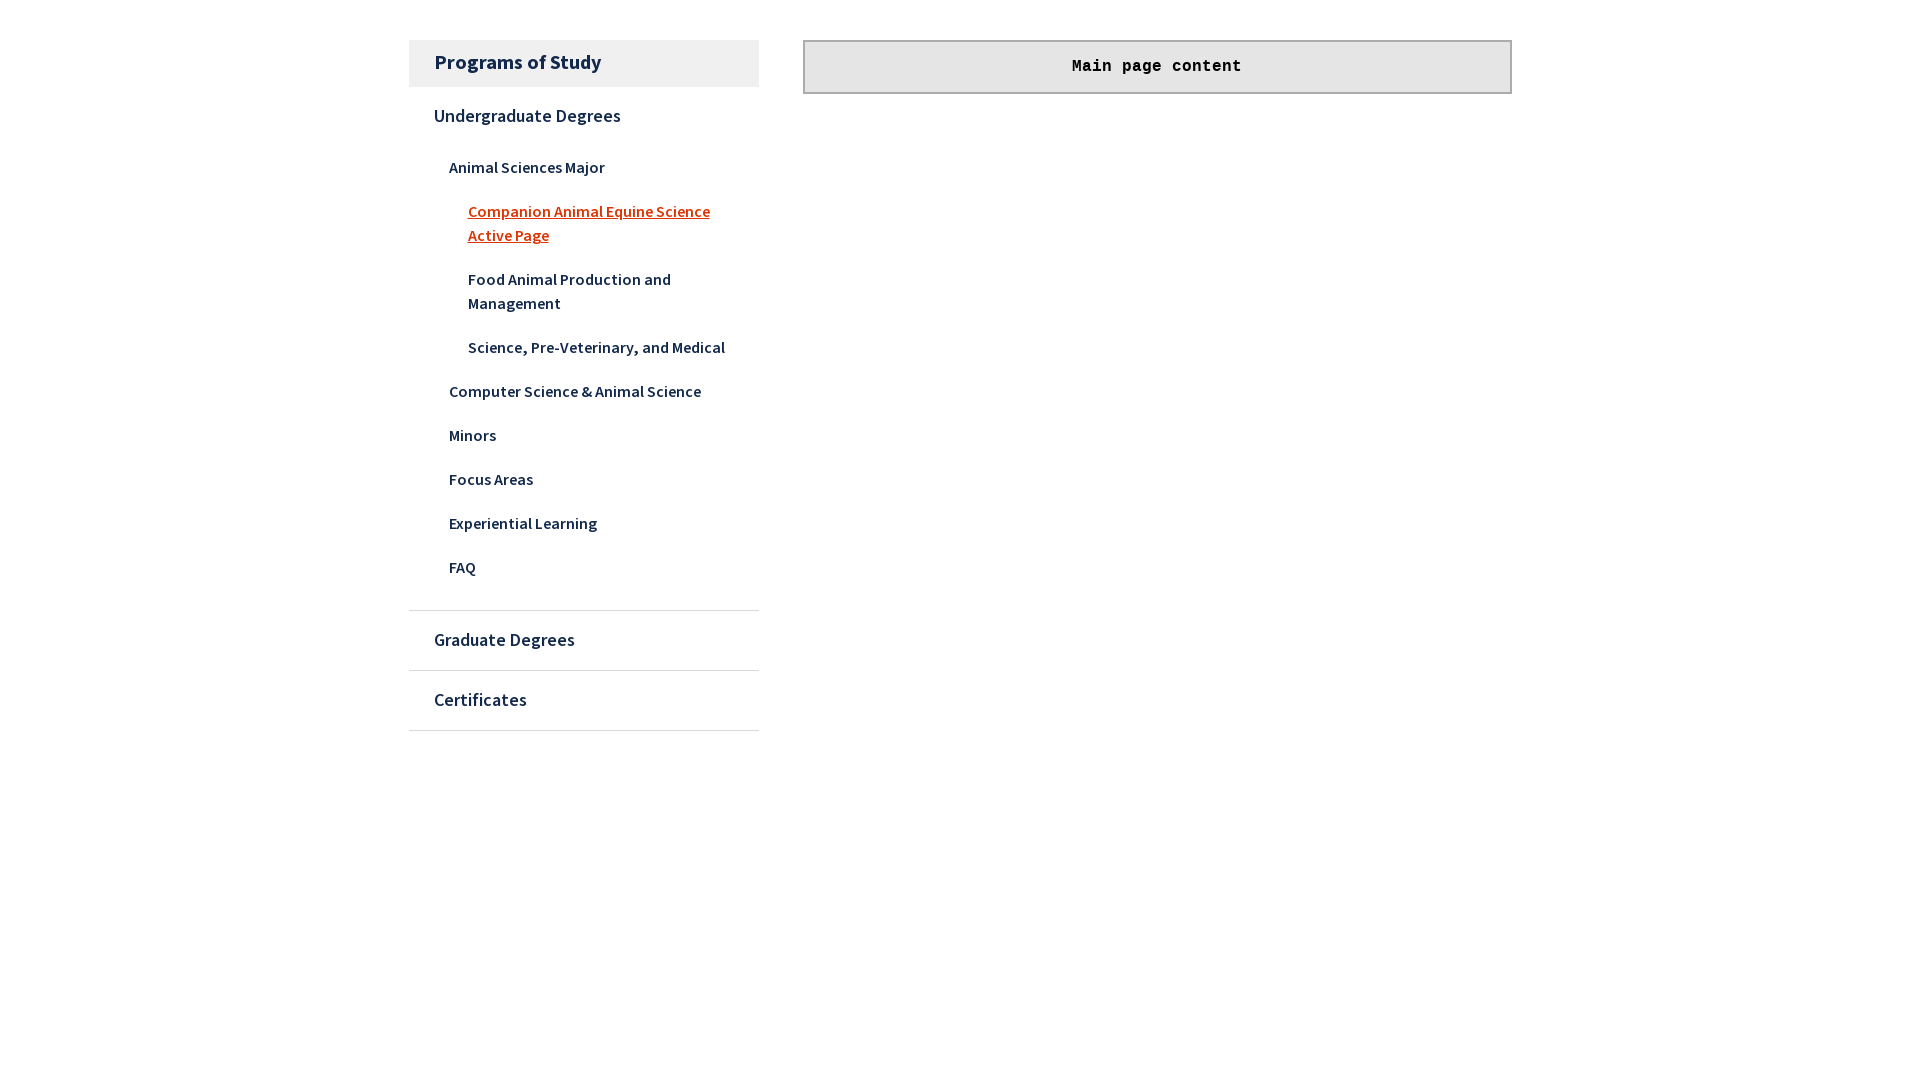 Programs of Study
Undergraduate Degrees
Animal Sciences Major
Companion Animal Equine Science
Active Page
Food Animal Production and
Management
Science, Pre-Veterinary, and Medical
Computer Science & Animal Science
Minors
Focus Areas
Experiential Learning
FAQ
Graduate Degrees
Certificates
Main page content